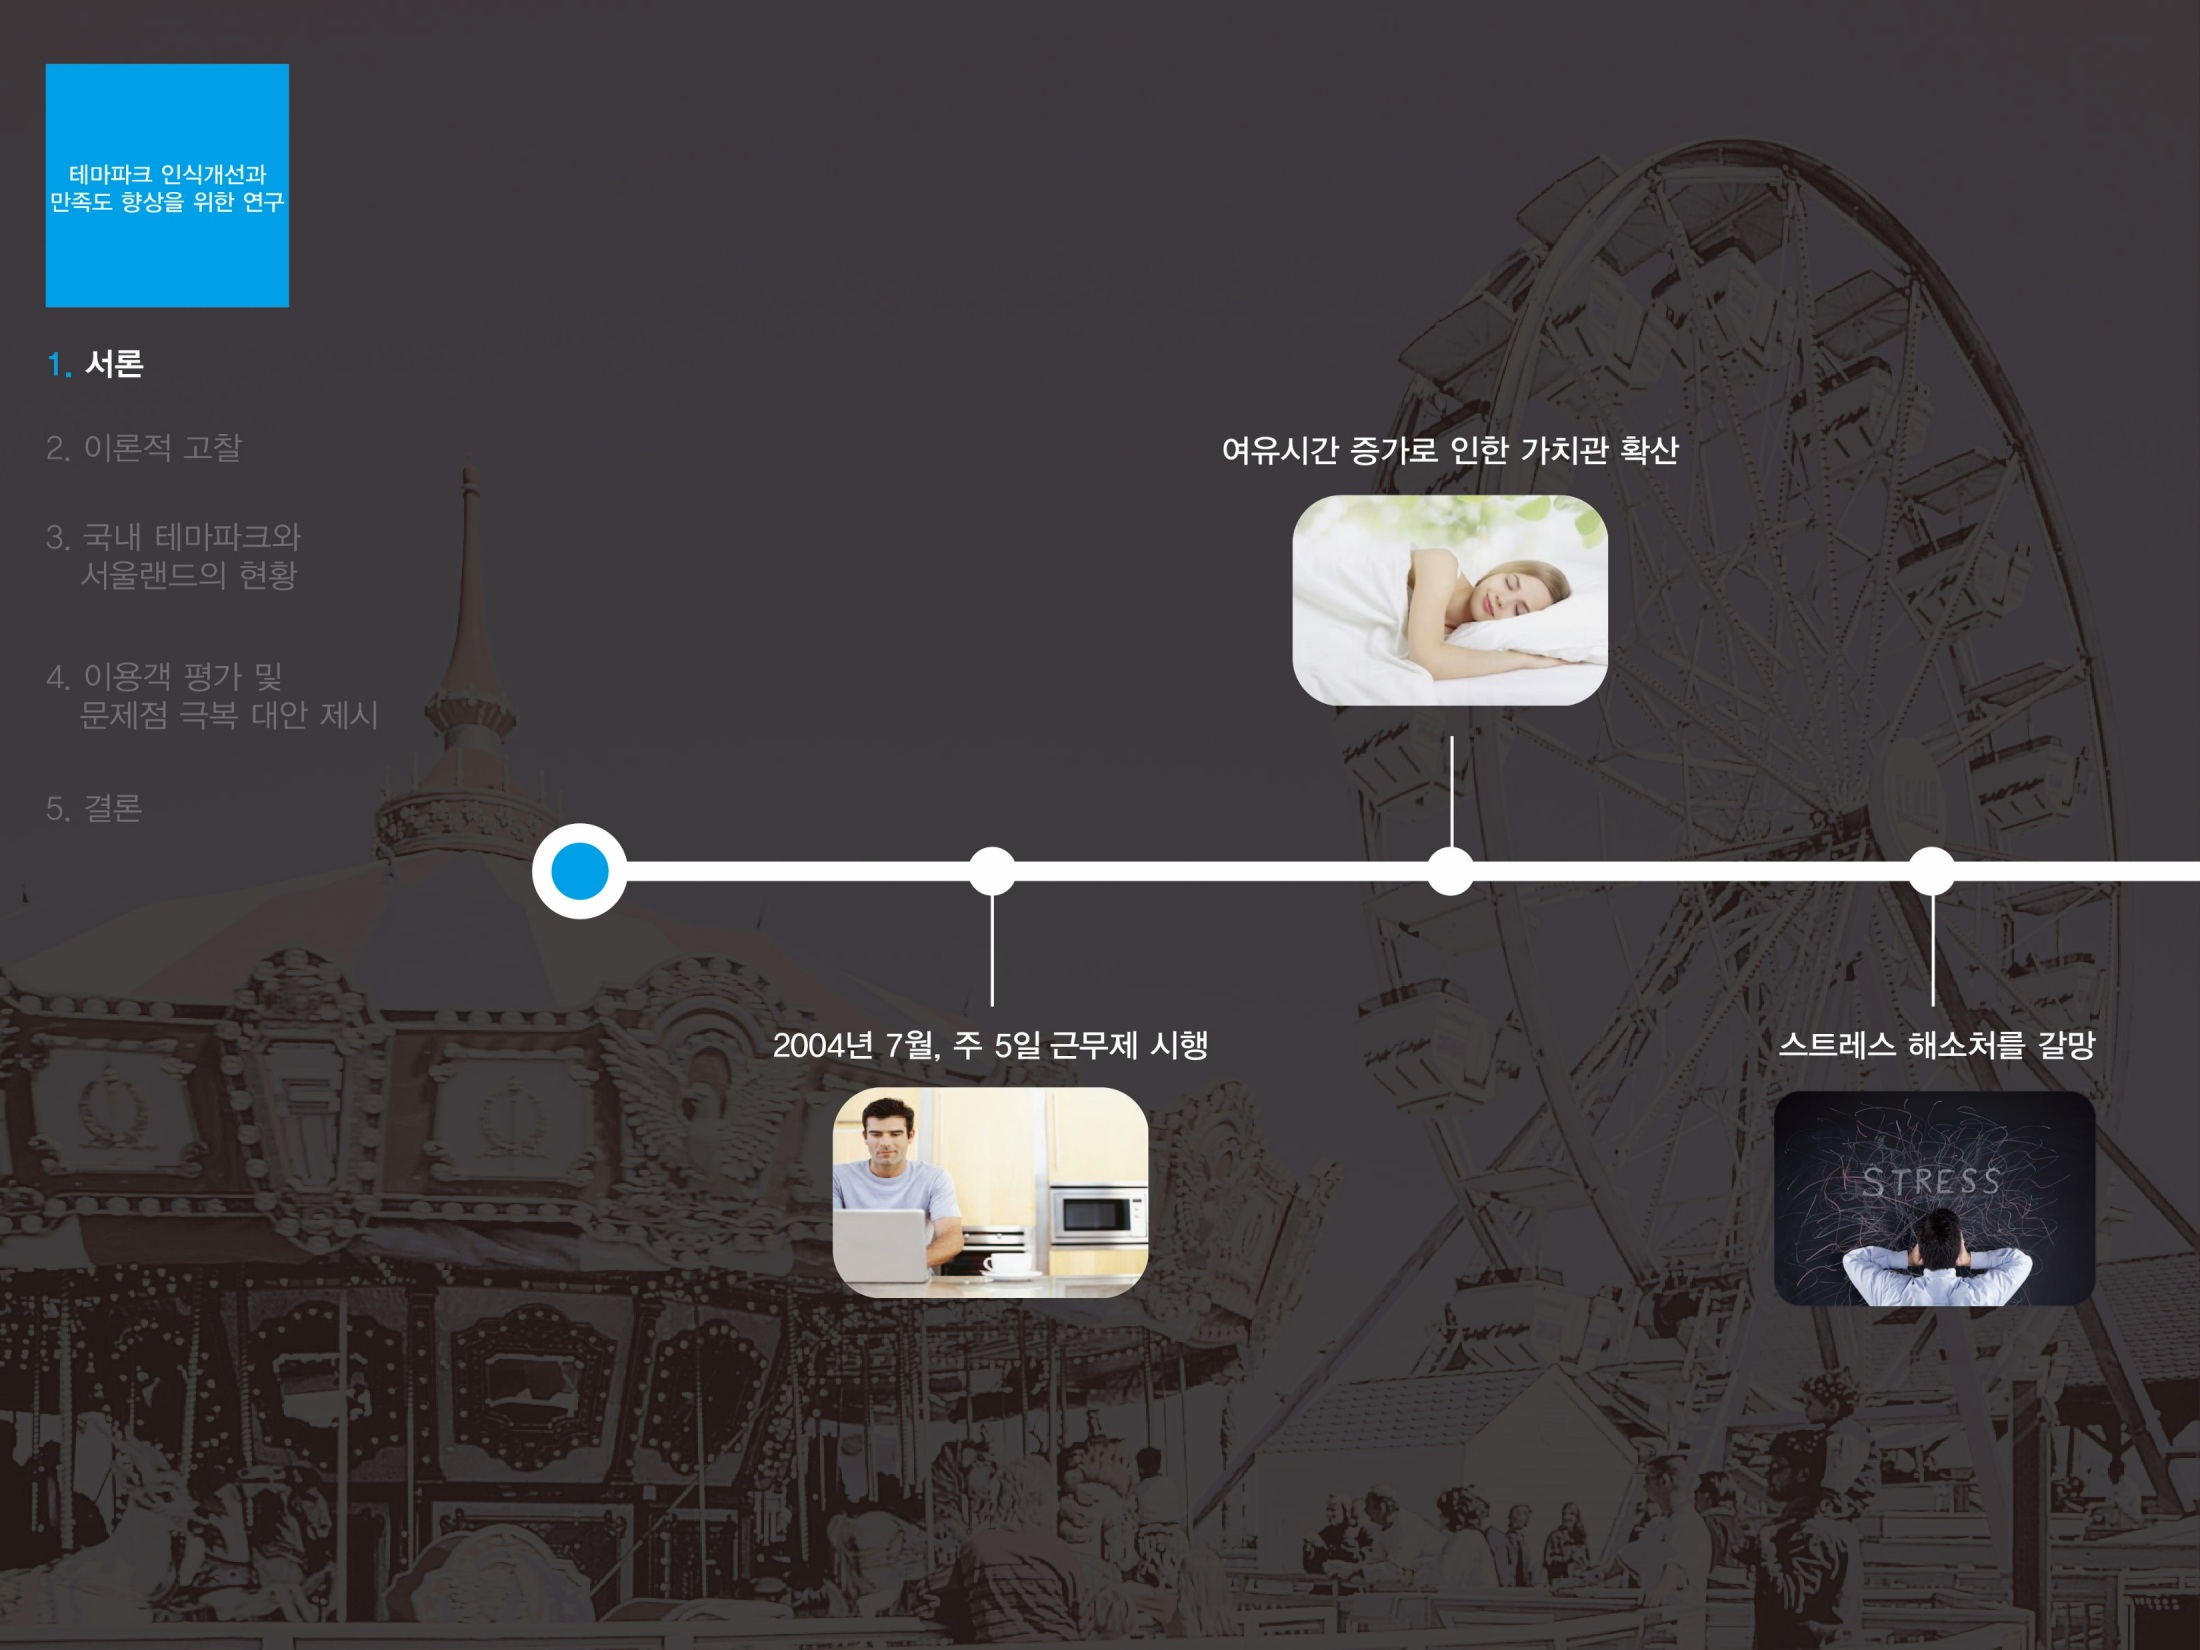 테마파크 인식개선과
만족도 향상을 위한 연구
1. 서론
2. 이론적 고찰
3. 국내 테마파크와
서울랜드의 현황
4. 이용객 평가 및
문제점 극복 대안 제시
5. 결론
여유시간 증가로 인한 가치관 확산
2004년 7월, 주 5일 근무제 시행
스트레스 해소처를 갈망
STRESS